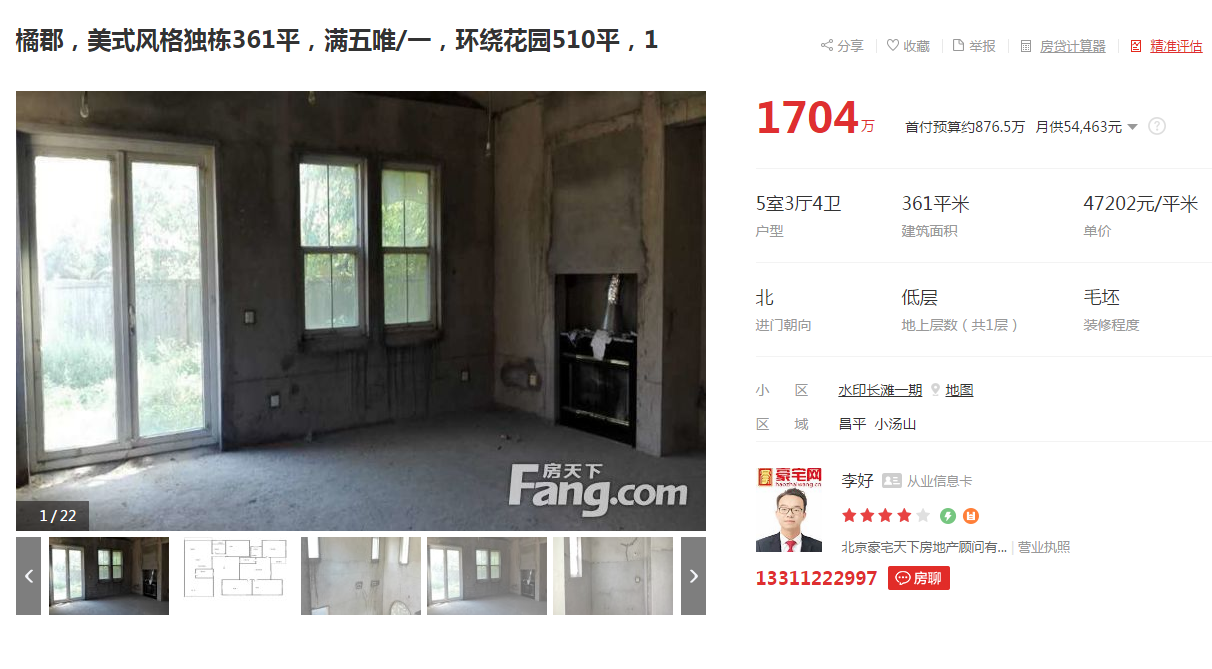 橘郡，美式风格独栋361平，满五唯/一，环绕花园510平，1
分享
收藏
举报
房贷计算器
精准评估
1704万 首付预算约876.5万 月供54,463元 ?
5室3厅4卫 361平米 47202元/平米
户型 建筑面积 单价
北 低层 毛坯
进门朝向 地上层数（共1层） 装修程度
小 区 水印长滩一期 地图
区 域 昌平 小汤山
房天下
Fang.com
1 / 22
豪宅网
李好 从业信息卡
北京豪宅天下房地产顾问有... 营业执照
13311222997 房聊